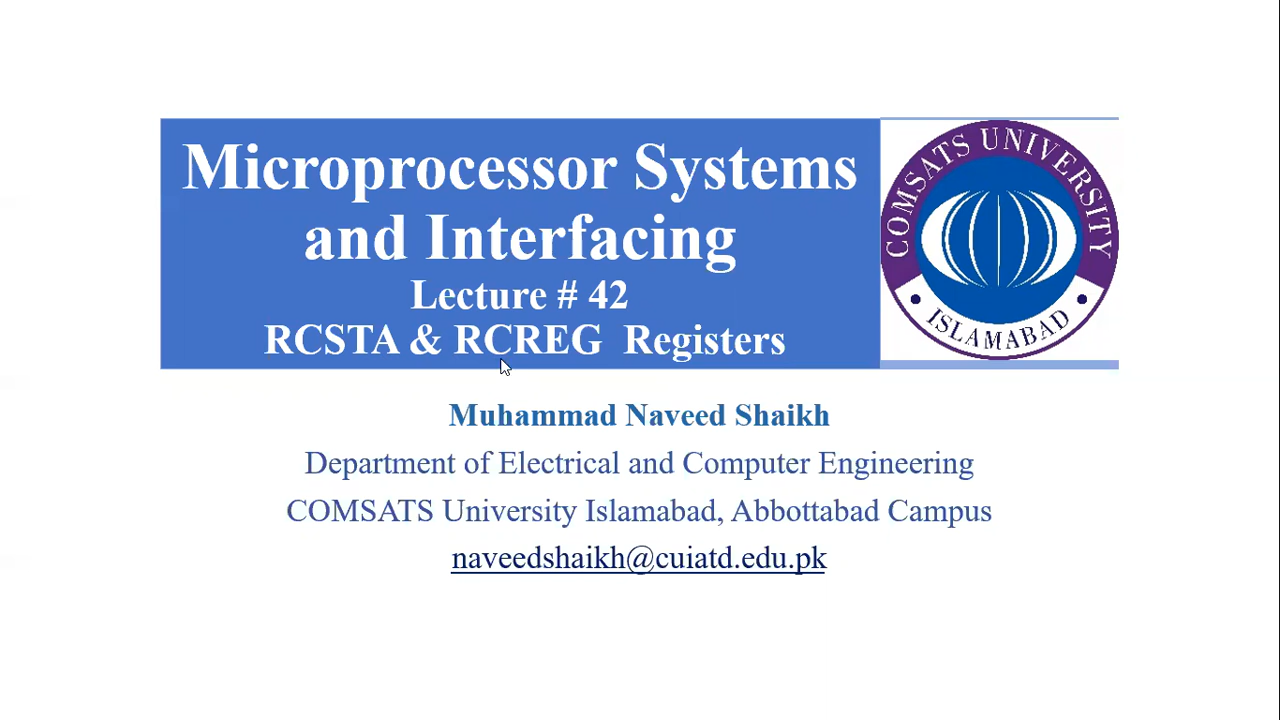 Microprocessor Systems
and Interfacing
Lecture # 42
RCSTA & RCREG Registers
COMSATS UNIVERSITY
ISLAMABAD
Muhammad Naveed Shaikh
Department of Electrical and Computer Engineering
COMSATS University Islamabad, Abbottabad Campus
naveedshaikh@cuiatd.edu.pk